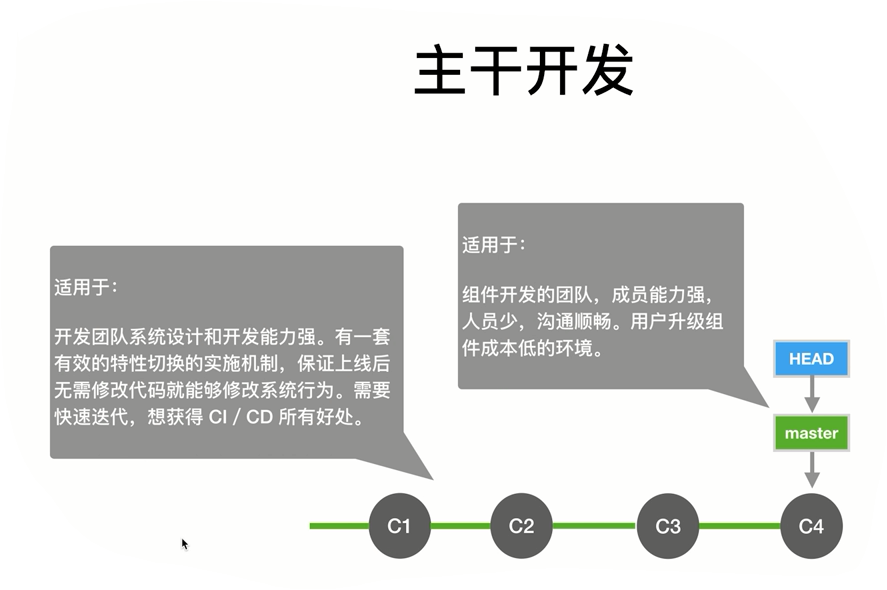 主干开发
适用于：
开发团队系统设计和开发能力强。有一套
有效的特性切换的实施机制，保证上线后
无需修改代码就能够修改系统行为。需要
快速迭代，想获得 CI / CD 所有好处。
适用于：
组件开发的团队，成员能力强，
人员少，沟通顺畅。用户升级组
件成本低的环境。
HEAD
master
C1
C2
C3
C4